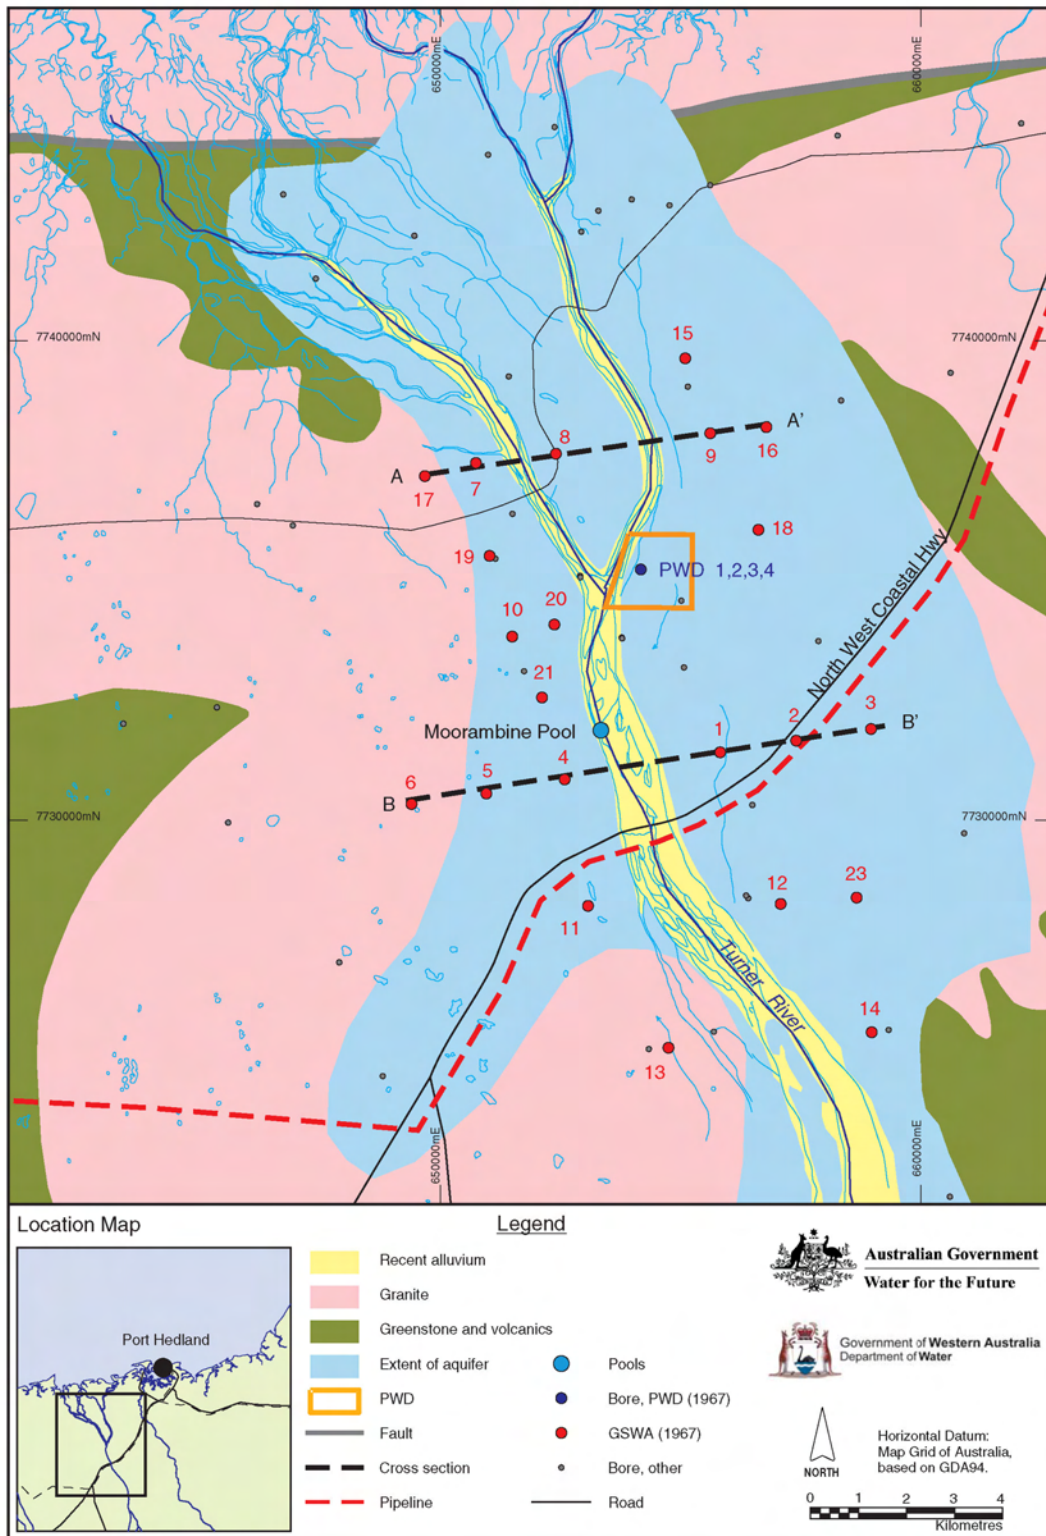 650000mE
660000mE
7740000mN
7740000mN
15
A'
8
9
16
A
7
17
18
19
PWD 1,2,3,4
20
10
21
North West Coastal Hwy
Moorambine Pool
1
2
3
B'
4
5
6
B
7730000mN
7730000mN
12
23
11
Turner River
14
13
650000mE
660000mE
Location Map
Port Hedland
Legend
Recent alluvium
Granite
Greenstone and volcanics
Extent of aquifer
PWD
Fault
Cross section
Pipeline
Pools
Bore, PWD (1967)
GSWA (1967)
Bore, other
Road
Australian Government
Water for the Future
Government of Western Australia
Department of Water
NORTH
Horizontal Datum:
Map Grid of Australia,
based on GDA94.
0 1 2 3 4
Kilometres